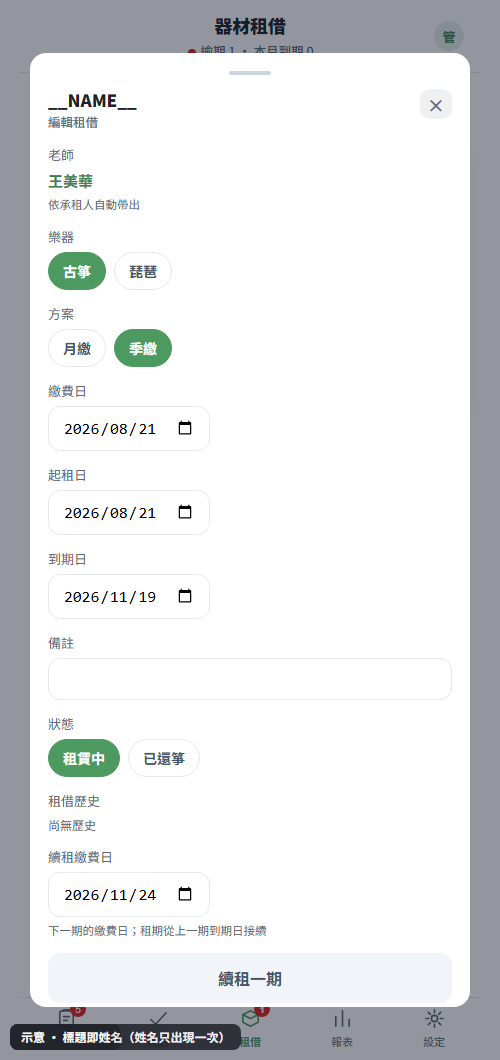 器材租借
逾期 1 · 本月到期 0
管
__NAME__
編輯租借
老師
王美華
依承租人自動帶出
樂器
古箏
琵琶
方案
月繳
季繳
繳費日
2026/08/21
起租日
2026/08/21
到期日
2026/11/19
備註
狀態
租賃中
已還箏
租借歷史
尚無歷史
續租繳費日
2026/11/24
下一期的繳費日；租期從上一期到期日接續
續租一期
5
1
租借
報表
設定
示意 · 標題即姓名（姓名只出現一次）